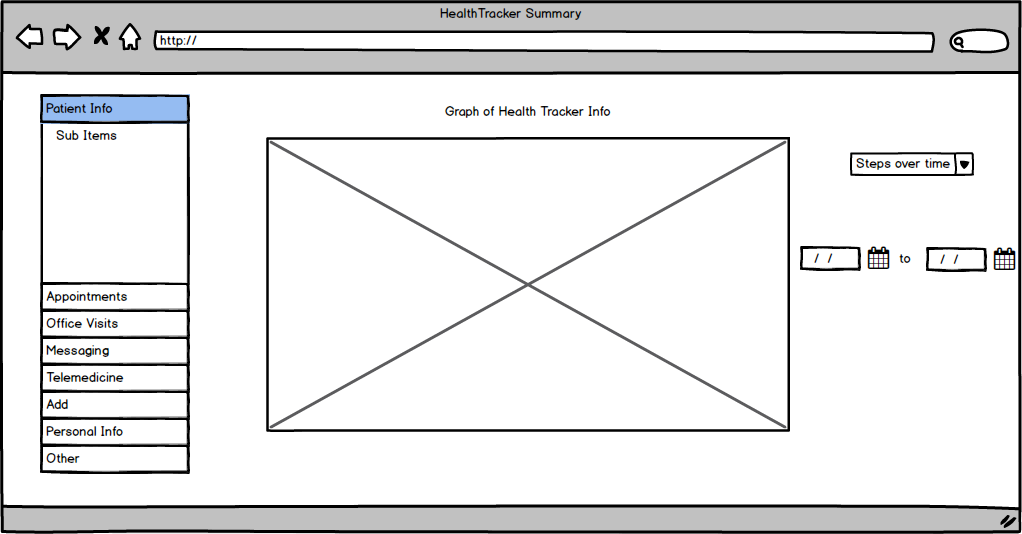 HealthTracker Summary
http://
Patient Info
Sub Items
Appointments
Office Visits
Messaging
Telemedicine
Add
Personal Info
Other
Graph of Health Tracker Info
Steps over time
/ / to / /